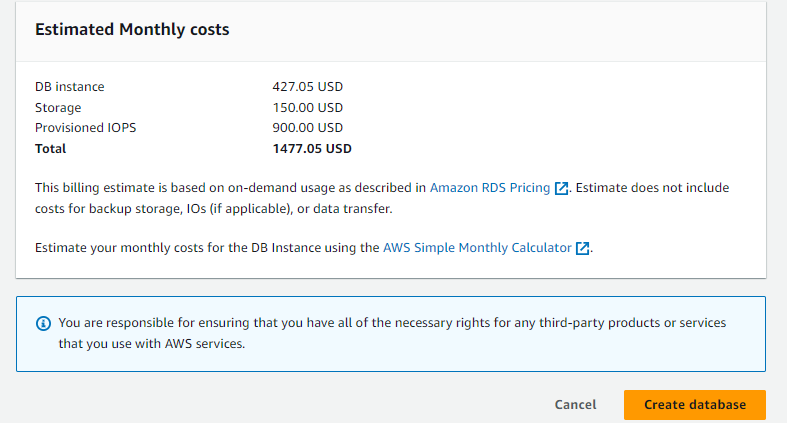 Estimated Monthly costs
DB instance 427.05 USD
Storage 150.00 USD
Provisioned IOPS 900.00 USD
Total 1477.05 USD
This billing estimate is based on on-demand usage as described in Amazon RDS Pricing. Estimate does not include
costs for backup storage, IOs (if applicable), or data transfer.
Estimate your monthly costs for the DB Instance using the AWS Simple Monthly Calculator.
You are responsible for ensuring that you have all of the necessary rights for any third-party products or services
that you use with AWS services.
Cancel Create database